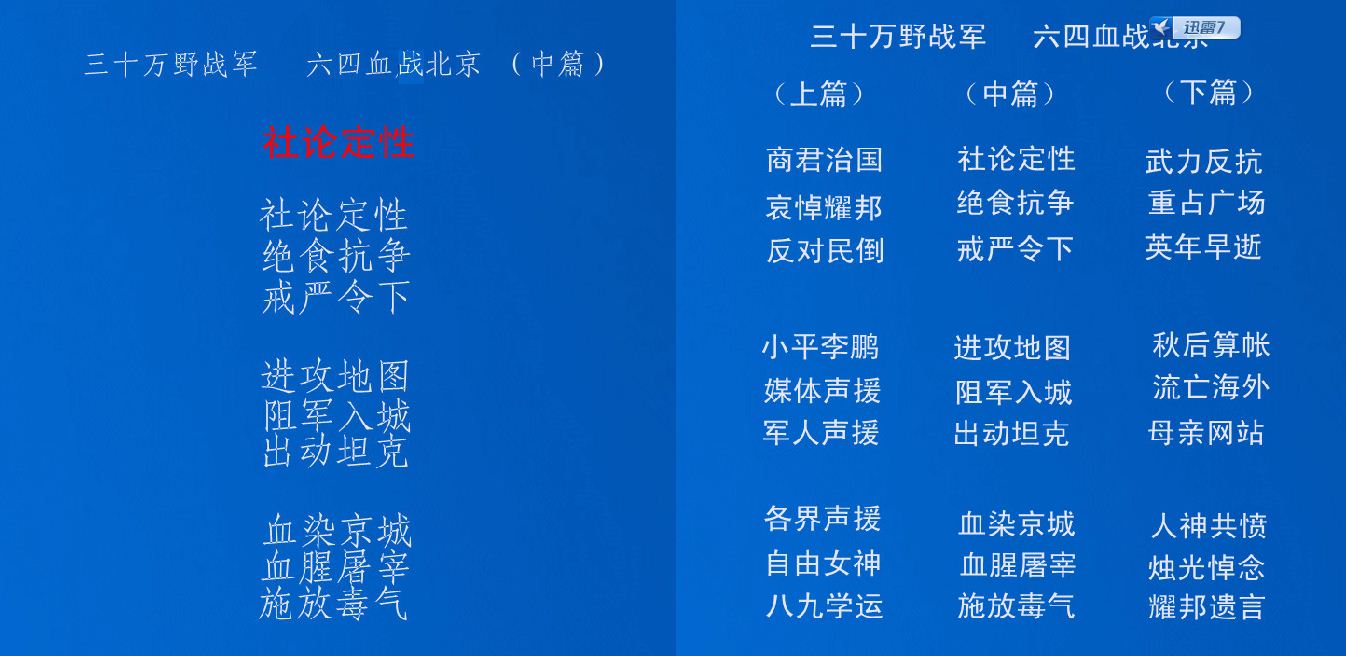 三十万野战军 六四血战北京 （中篇）
社论定性
社论定性
绝食抗争
戒严令下
进攻地图
阻军入城
出动坦克
血染京城
血腥屠宰
施放毒气
三十万野战军 六四血战北京
迅雷7
（上篇） （中篇） （下篇）
商君治国 社论定性 武力反抗
哀悼耀邦 绝食抗争 重占广场
反对民倒 戒严令下 英年早逝
小平李鹏 进攻地图 秋后算帐
媒体声援 阻军入城 流亡海外
军人声援 出动坦克 母亲网站
各界声援 血染京城 人神共愤
自由女神 血腥屠宰 烛光悼念
八九学运 施放毒气 耀邦遗言